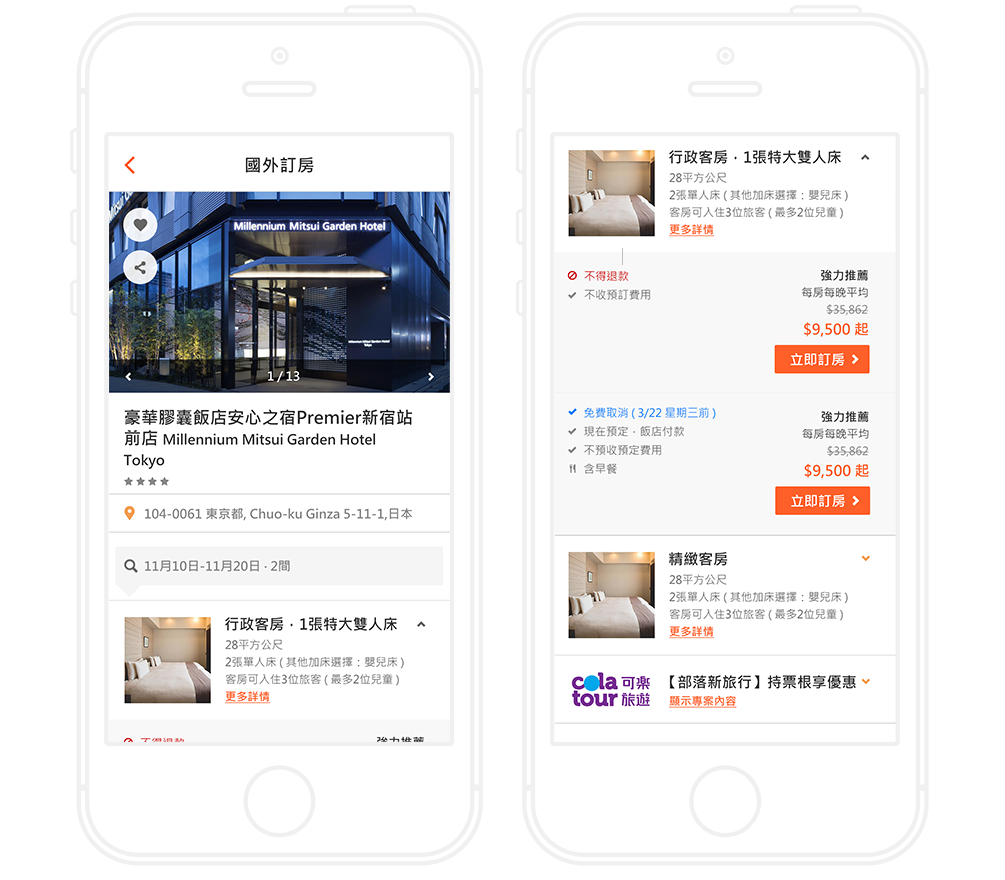 國外訂房
Millennium Mitsui Garden Hotel
Millennium Mitsui Garden Hotel
Tokyo
1 / 13
豪華膠囊飯店安心之宿Premier新宿站
前店 Millennium Mitsui Garden Hotel
Tokyo
104-0061 東京都, Chuo-ku Ginza 5-11-1,日本
11月10日-11月20日 · 2間
行政客房 · 1張特大雙人床
28平方公尺
2張單人床 ( 其他加床選擇：嬰兒床 )
客房可入住3位旅客 ( 最多2位兒童 )
更多詳情
不得退款
強力推薦
行政客房 · 1張特大雙人床
28平方公尺
2張單人床 ( 其他加床選擇：嬰兒床 )
客房可入住3位旅客 ( 最多2位兒童 )
更多詳情
不得退款
不收預訂費用
強力推薦
每房每晚平均
$35,862
$9,500 起
立即訂房
免費取消 ( 3/22 星期三前 )
現在預定 · 飯店付款
不預收預定費用
含早餐
強力推薦
每房每晚平均
$35,862
$9,500 起
立即訂房
精緻客房
28平方公尺
2張單人床 ( 其他加床選擇：嬰兒床 )
客房可入住3位旅客 ( 最多2位兒童 )
更多詳情
cola 可樂
tour 旅遊
【部落新旅行】持票根享優惠
顯示專案內容